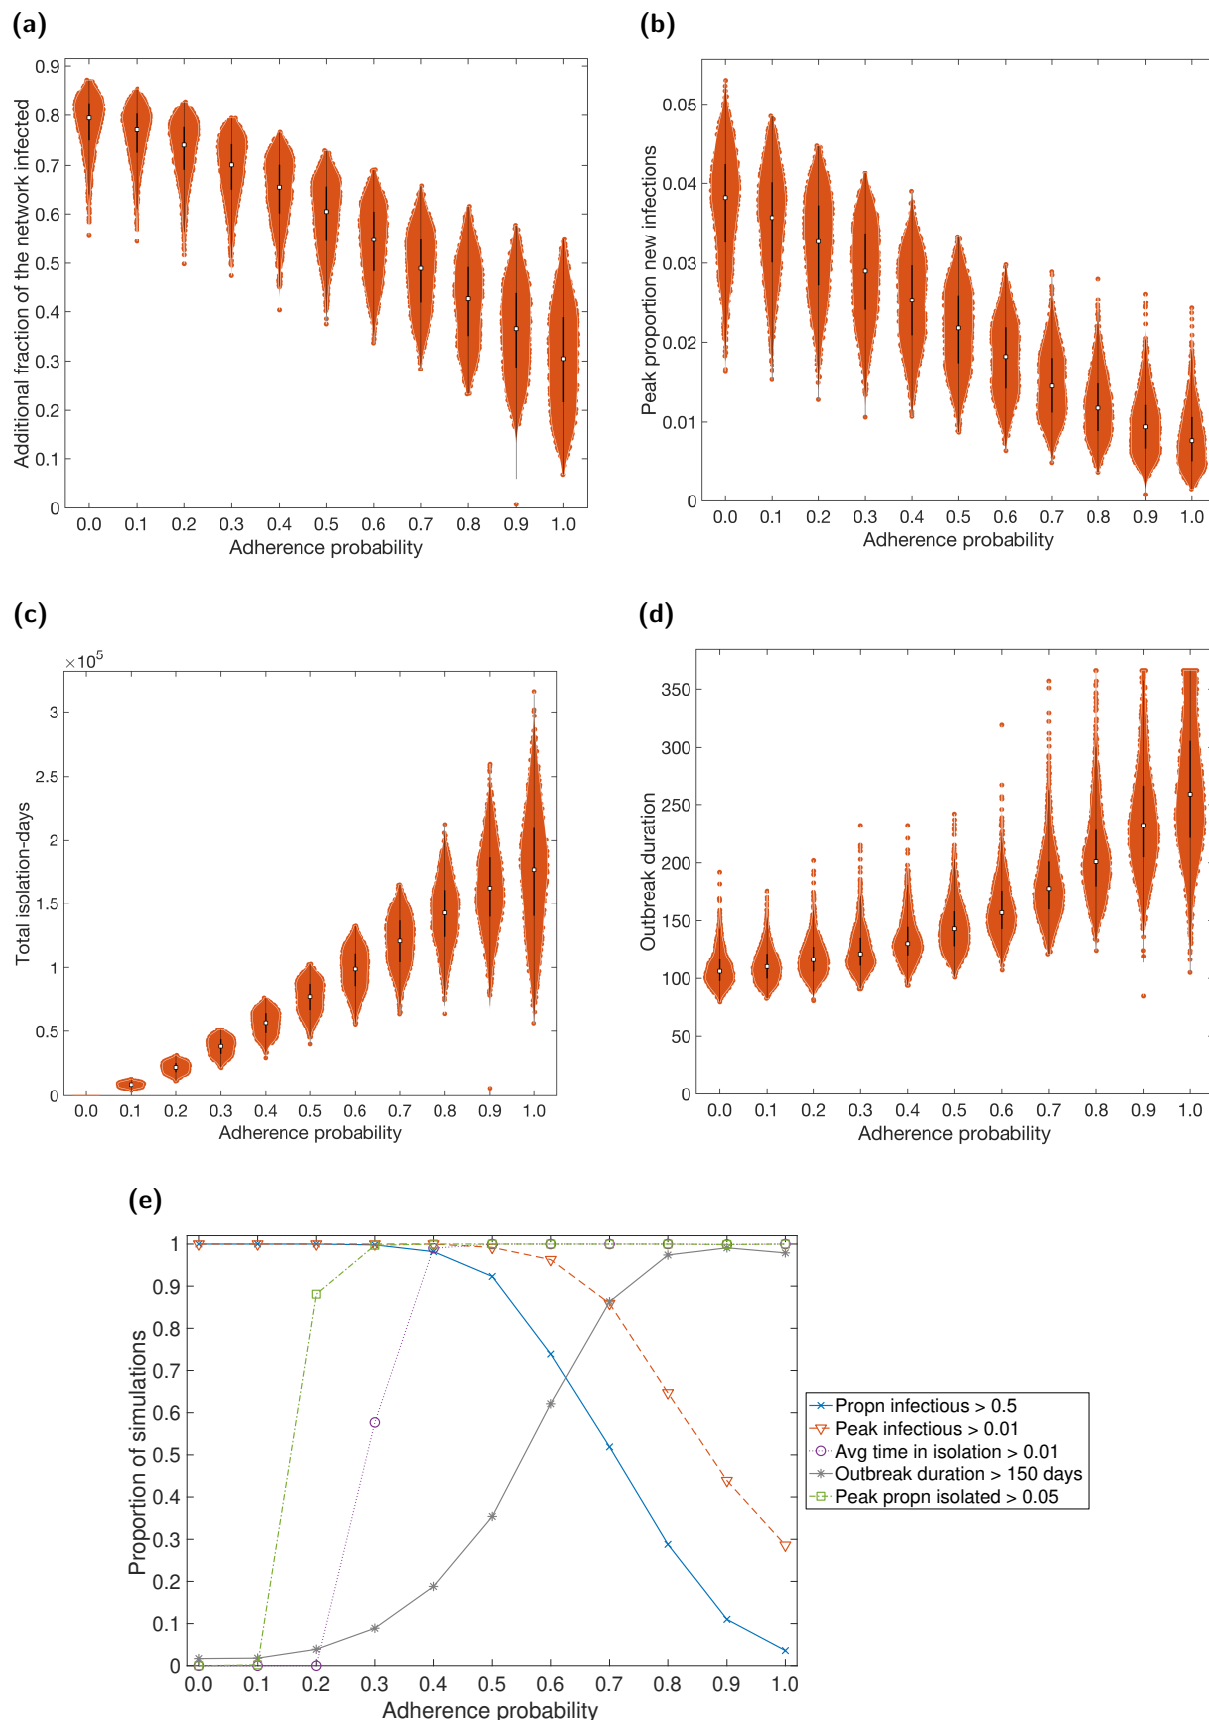 (a)
Additional fraction of the network infected
0.9
0.8
0.7
0.6
0.5
0.4
0.3
0.2
0.1
0
0.0 0.1 0.2 0.3 0.4 0.5 0.6 0.7 0.8 0.9 1.0
Adherence probability
(b)
Peak proportion new infections
0.05
0.04
0.03
0.02
0.01
0
0.0 0.1 0.2 0.3 0.4 0.5 0.6 0.7 0.8 0.9 1.0
Adherence probability
(c)
×10^5
Total isolation-days
3
2.5
2
1.5
1
0.5
0
0.0 0.1 0.2 0.3 0.4 0.5 0.6 0.7 0.8 0.9 1.0
Adherence probability
(d)
Outbreak duration
350
300
250
200
150
100
50
0
0.0 0.1 0.2 0.3 0.4 0.5 0.6 0.7 0.8 0.9 1.0
Adherence probability
(e)
Proportion of simulations
1
0.9
0.8
0.7
0.6
0.5
0.4
0.3
0.2
0.1
0
0.0 0.1 0.2 0.3 0.4 0.5 0.6 0.7 0.8 0.9 1.0
Adherence probability
Propn infectious > 0.5
Peak infectious > 0.01
Avg time in isolation > 0.01
Outbreak duration > 150 days
Peak propn isolated > 0.05